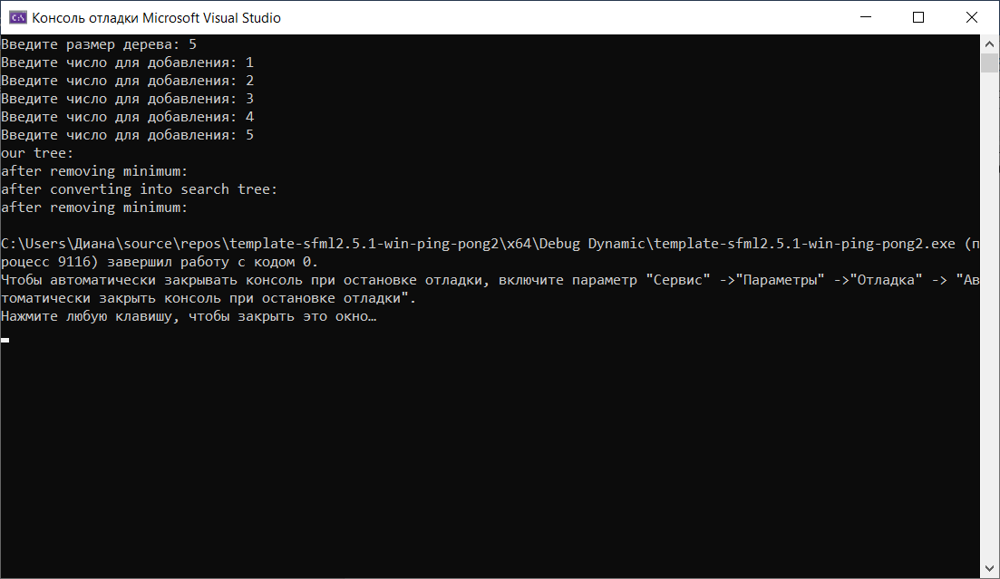 Консоль отладки Microsoft Visual Studio
Введите размер дерева: 5
Введите число для добавления: 1
Введите число для добавления: 2
Введите число для добавления: 3
Введите число для добавления: 4
Введите число для добавления: 5
our tree:
after removing minimum:
after converting into search tree:
after removing minimum:
C:\Users\Диана\source\repos\template-sfml2.5.1-win-ping-pong2\x64\Debug Dynamic\template-sfml2.5.1-win-ping-pong2.exe (п
роцесс 9116) завершил работу с кодом 0.
Чтобы автоматически закрывать консоль при остановке отладки, включите параметр "Сервис" ->"Параметры" ->"Отладка" -> "Ав
томатически закрыть консоль при остановке отладки".
Нажмите любую клавишу, чтобы закрыть это окно…